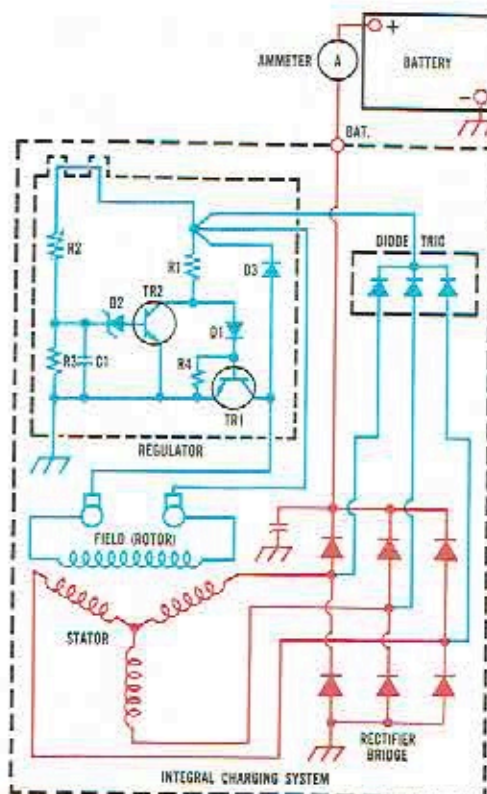 +
AMMETER
A
BATTERY
−
BAT.
R2
R1
D3
DIODE TRIO
D2
TR2
D1
R3
C1
R4
TR1
REGULATOR
FIELD (ROTOR)
STATOR
RECTIFIER
BRIDGE
INTEGRAL CHARGING SYSTEM